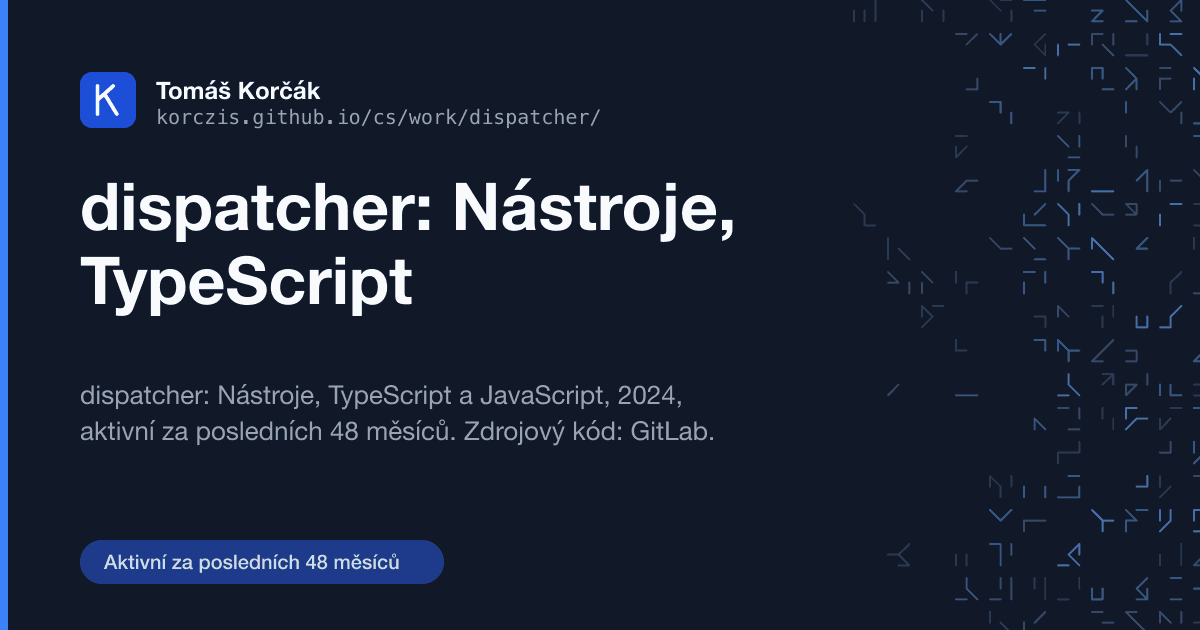 K
Tomáš Korčák
korczis.github.io/cs/work/dispatcher/
dispatcher: Nástroje,
TypeScript
dispatcher: Nástroje, TypeScript a JavaScript, 2024,
aktivní za posledních 48 měsíců. Zdrojový kód: GitLab.
Aktivní za posledních 48 měsíců